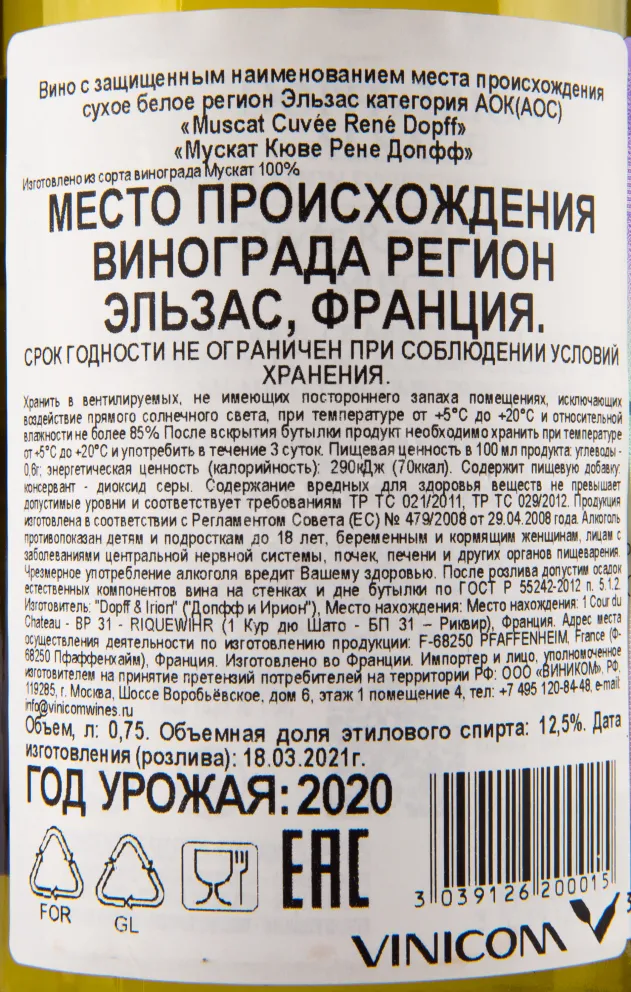 Вино с защищенным наименованием места происхождения
сухое белое регион Эльзас категория АОК(АОС)
«Muscat Cuvée René Dopff»
«Мускат Кюве Рене Допфф»
Изготовлено из сорта винограда Мускат 100%
МЕСТО ПРОИСХОЖДЕНИЯ
ВИНОГРАДА РЕГИОН
ЭЛЬЗАС, ФРАНЦИЯ.
СРОК ГОДНОСТИ НЕ ОГРАНИЧЕН ПРИ СОБЛЮДЕНИИ УСЛОВИЙ
ХРАНЕНИЯ.
Хранить в вентилируемых, не имеющих постороннего запаха помещениях, исключающих
воздействие прямого солнечного света, при температуре от +5°С до +20°С и относительной
влажности не более 85% После вскрытия бутылки продукт необходимо хранить при температуре
от +5°С до +20°С и употребить в течение 3 суток. Пищевая ценность в 100 мл продукта: углеводы -
0,6г; энергетическая ценность (калорийность): 290кДж (70ккал). Содержит пищевую добавку:
консервант - диоксид серы. Содержание вредных для здоровья веществ не превышает
допустимые уровни и соответствует требованиям ТР ТС 021/2011, ТР ТС 029/2012. Продукция
изготовлена в соответствии с Регламентом Совета (ЕС) № 479/2008 от 29.04.2008 года. Алкоголь
противопоказан детям и подросткам до 18 лет, беременным и кормящим женщинам, лицам с
заболеваниями центральной нервной системы, почек, печени и других органов пищеварения.
Чрезмерное употребление алкоголя вредит Вашему здоровью. После розлива допустим осадок
естественных компонентов вина на стенках и дне бутылки по ГОСТ Р 55242-2012 п. 5.1.2.
Изготовитель: "Dopff & Irion" ("Допфф и Ирион"), Место нахождения: Место нахождения: 1 Cour du
Chateau - BP 31 - RIQUEWIHR (1 Кур дю Шато - БП 31 – Риквир), Франция. Адрес места
осуществления деятельности по изготовлению продукции: F-68250 PFAFFENHEIM, France (Ф-
68250 Пфаффенхайм), Франция. Изготовлено во Франции. Импортер и лицо, уполномоченное
изготовителем на принятие претензий потребителей на территории РФ: ООО «ВИНИКОМ», РФ,
119285, г. Москва, Шоссе Воробьёвское, дом 6, этаж 1 помещение 4, тел: +7 495 120-84-48, e-mail:
info@vinicomwines.ru
Объем, л: 0,75. Объемная доля этилового спирта: 12,5%. Дата
изготовления (розлива): 18.03.2021г.
ГОД УРОЖАЯ: 2020
FOR
GL
EAC
3 039126 200015
VINICOM